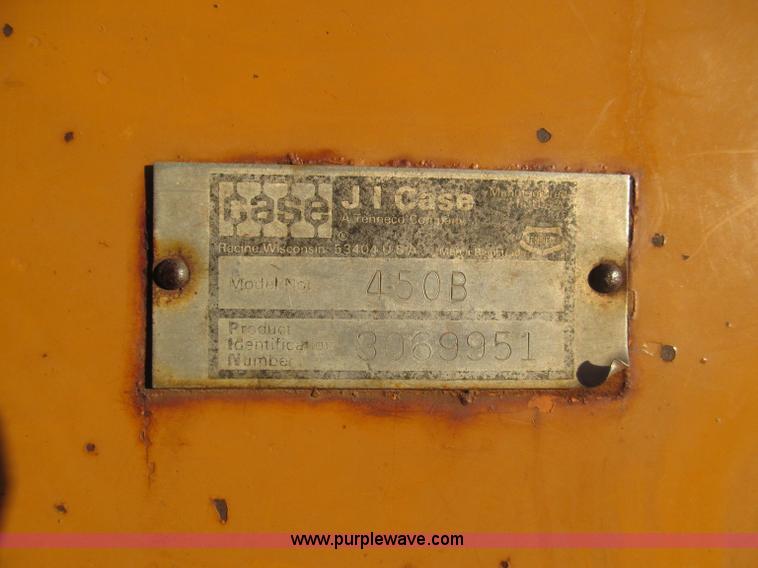 case
J I Case
A Tenneco Company
Racine, Wisconsin 53404 U.S.A.
Model No.
450B
Product
Identification
Number
3069951
www.purplewave.com